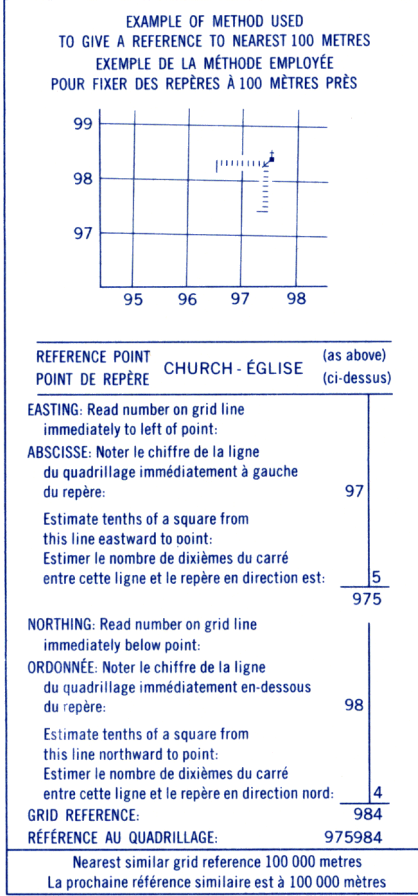 EXAMPLE OF METHOD USED
TO GIVE A REFERENCE TO NEAREST 100 METRES
EXEMPLE DE LA MÉTHODE EMPLOYÉE
POUR FIXER DES REPÈRES À 100 MÈTRES PRÈS
99
98
97
95 96 97 98
REFERENCE POINT
POINT DE REPÈRE
CHURCH - ÉGLISE
(as above)
(ci-dessus)
EASTING: Read number on grid line
immediately to left of point:
ABSCISSE: Noter le chiffre de la ligne
du quadrillage immédiatement à gauche
du repère: 97
Estimate tenths of a square from
this line eastward to point:
Estimer le nombre de dixièmes du carré
entre cette ligne et le repère en direction est: 5
975
NORTHING: Read number on grid line
immediately below point:
ORDONNÉE: Noter le chiffre de la ligne
du quadrillage immédiatement en-dessous
du repère: 98
Estimate tenths of a square from
this line northward to point:
Estimer le nombre de dixièmes du carré
entre cette ligne et le repère en direction nord: 4
GRID REFERENCE: 984
RÉFÉRENCE AU QUADRILLAGE: 975984
Nearest similar grid reference 100 000 metres
La prochaine référence similaire est à 100 000 mètres